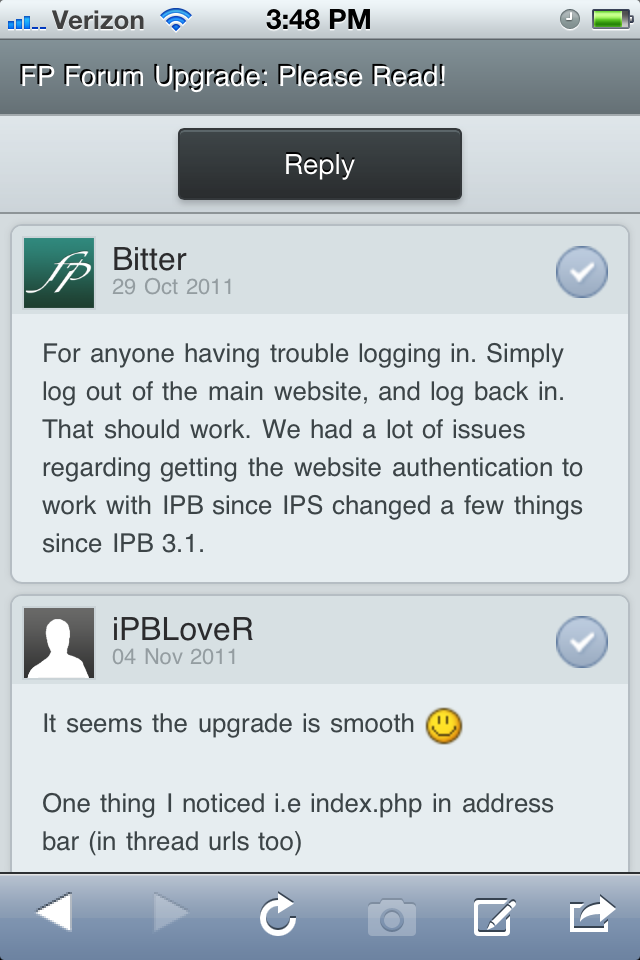 Verizon 3:48 PM
FP Forum Upgrade: Please Read!
Reply
fp
Bitter
29 Oct 2011
For anyone having trouble logging in. Simply
log out of the main website, and log back in.
That should work. We had a lot of issues
regarding getting the website authentication to
work with IPB since IPS changed a few things
since IPB 3.1.
iPBLoveR
04 Nov 2011
It seems the upgrade is smooth
One thing I noticed i.e index.php in address
bar (in thread urls too)